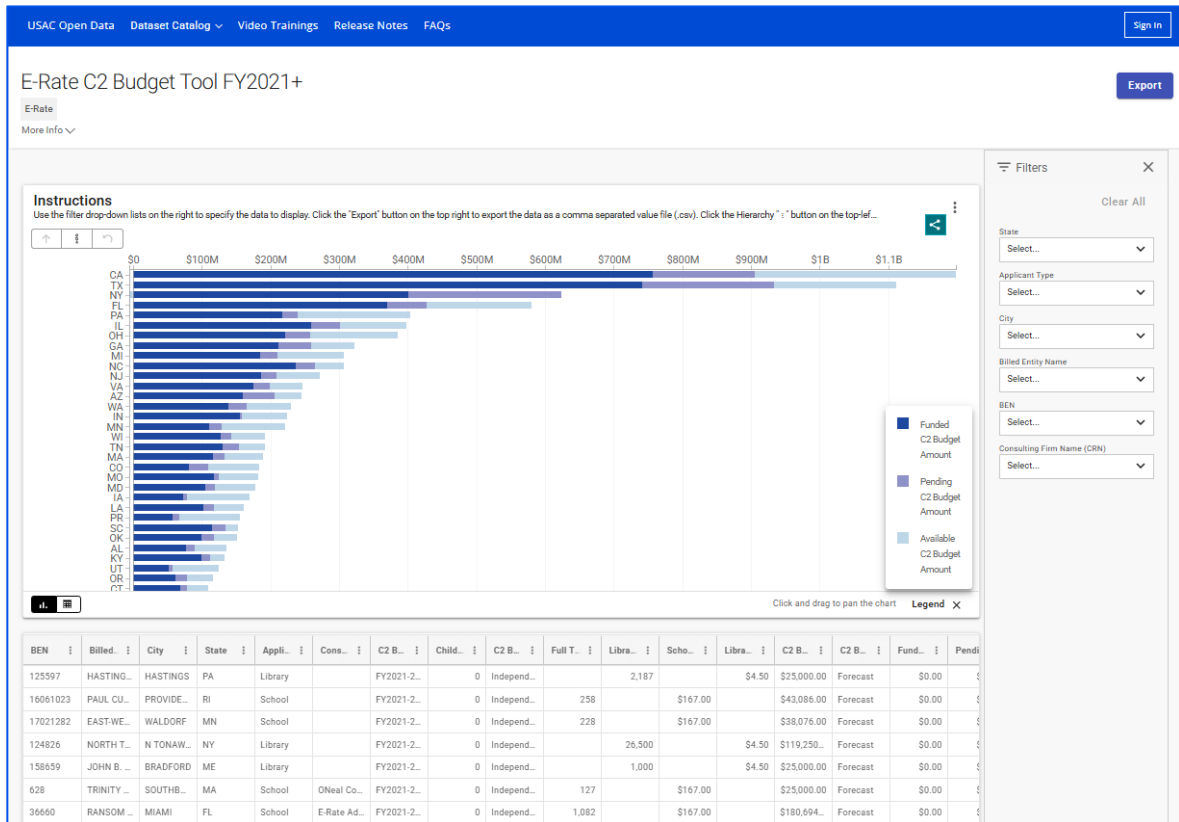 USAC Open Data Dataset Catalog Video Trainings Release Notes FAQs Sign In
E-Rate C2 Budget Tool FY2021+
Export
E-Rate
More Info
Filters
Clear All
Instructions
Use the filter drop-down lists on the right to specify the data to display. Click the "Export" button on the top right to export the data as a comma separated value file (.csv). Click the Hierarchy " : " button on the top-lef...
$0 $100M $200M $300M $400M $500M $600M $700M $800M $900M $1B $1.1B
CA
TX
NY
FL
PA
IL
OH
GA
MI
NC
NJ
VA
AZ
WA
IN
MN
WI
TN
MA
CO
MO
MD
IA
LA
PR
SC
OK
AL
KY
UT
OR
CT
Funded
C2 Budget
Amount
Pending
C2 Budget
Amount
Available
C2 Budget
Amount
Click and drag to pan the chart Legend
State
Select...
Applicant Type
Select...
City
Select...
Billed Entity Name
Select...
BEN
Select...
Consulting Firm Name (CRN)
Select...
BEN Billed.. City State Appli... Cons... C2 B... Child... C2 B... Full T... Libra... Scho... Libra... C2 B... C2 B... Fund... Pendi
125597 HASTING... HASTINGS PA Library FY2021-2... 0 Independ... 2,187 $4.50 $25,000.00 Forecast $0.00 $
16061023 PAUL CU... PROVIDE... RI School FY2021-2... 0 Independ... 258 $167.00 $43,086.00 Forecast $0.00 $
17021282 EAST-WE... WALDORF MN School FY2021-2... 0 Independ... 228 $167.00 $38,076.00 Forecast $0.00 $
124826 NORTH T... N TONAW... NY Library FY2021-2... 0 Independ... 26,500 $4.50 $119,250... Forecast $0.00 $
158659 JOHN B. ... BRADFORD ME Library FY2021-2... 0 Independ... 1,000 $4.50 $25,000.00 Forecast $0.00 $
628 TRINITY ... SOUTHB... MA School ONeal Co... FY2021-2... 0 Independ... 127 $167.00 $25,000.00 Forecast $0.00 $
36660 RANSOM ... MIAMI FL School E-Rate Ad... FY2021-2... 0 Independ... 1,082 $167.00 $180,694... Forecast $0.00 $